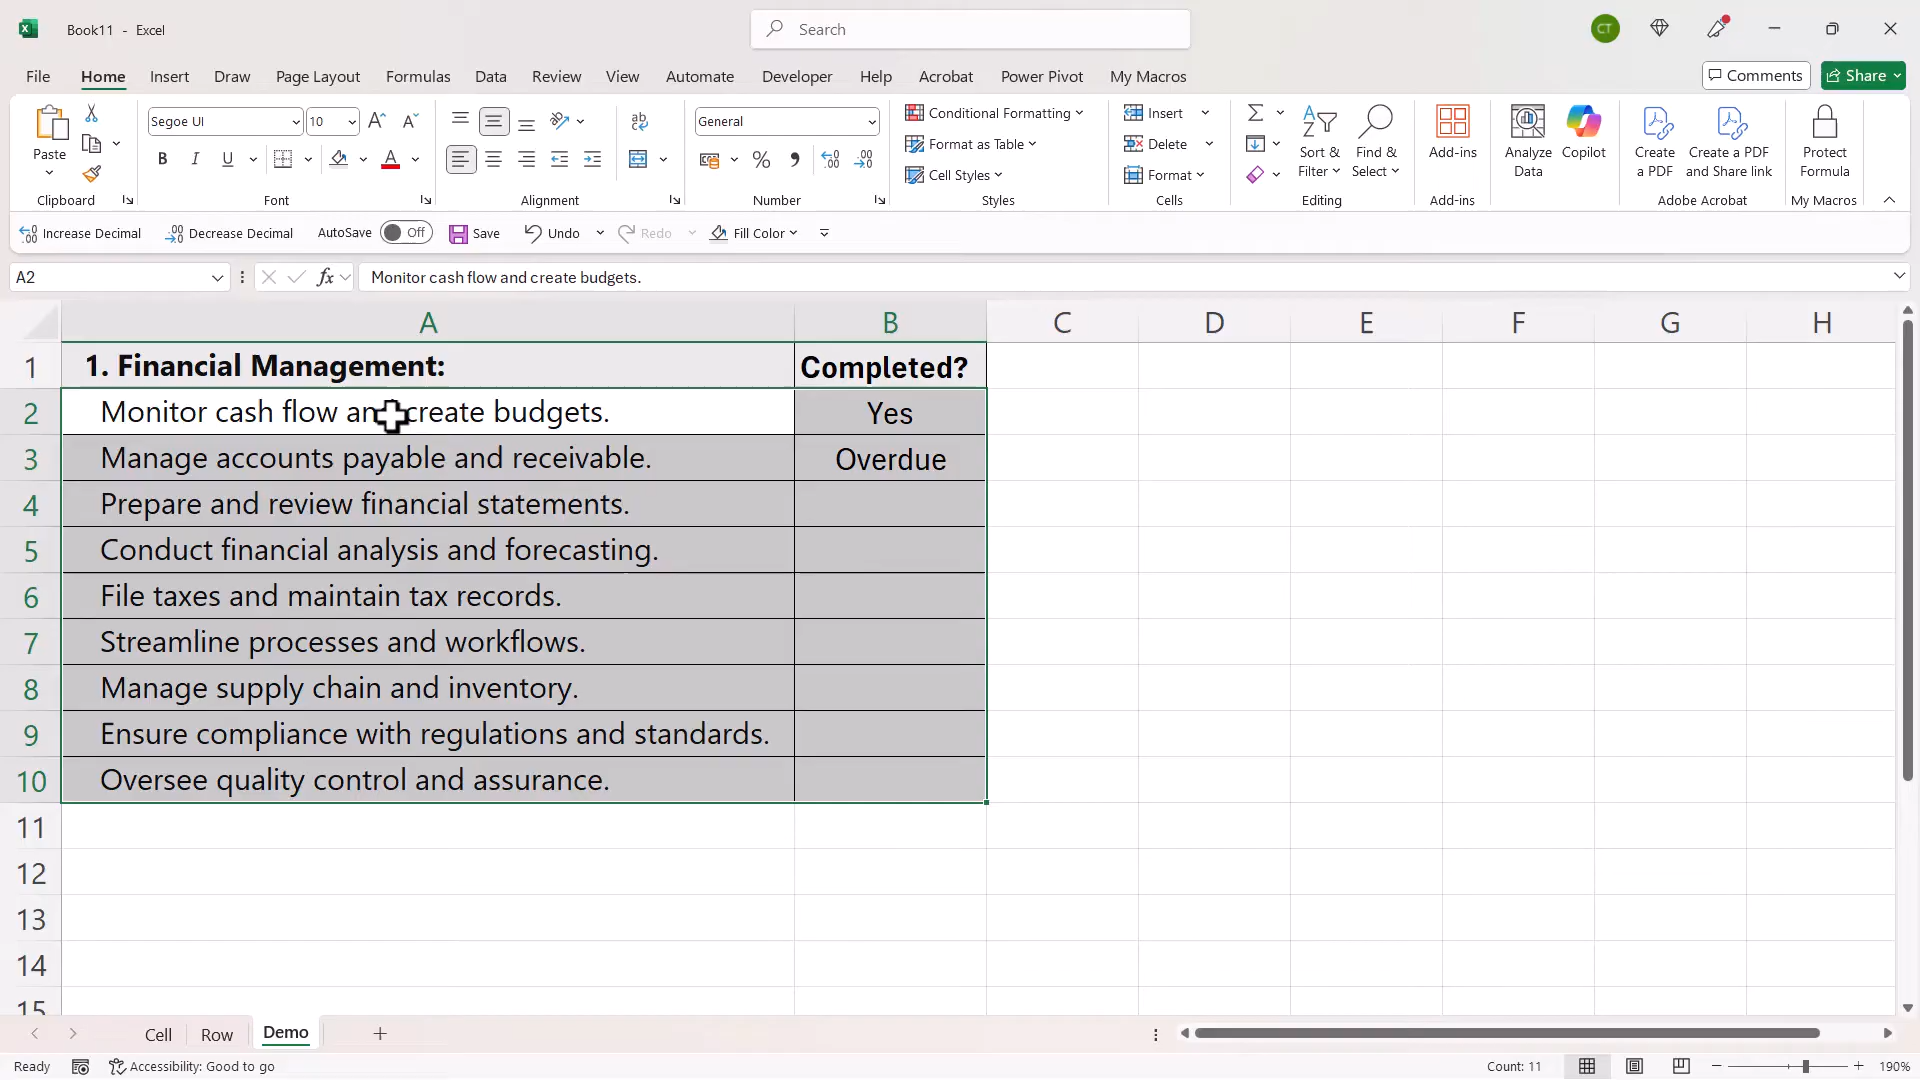 Book11 - Excel
Search
CT
File Home Insert Draw Page Layout Formulas Data Review View Automate Developer Help Acrobat Power Pivot My Macros
Comments Share
Paste
Clipboard
Segoe UI 10
B I U
Font
ab
Alignment
General
Number
Conditional Formatting
Format as Table
Cell Styles
Styles
Insert
Delete
Format
Cells
Sort & Filter
Find & Select
Editing
Add-ins
Add-ins
Analyze Data
Copilot
Create a PDF
Create a PDF and Share link
Adobe Acrobat
Protect Formula
My Macros
Increase Decimal Decrease Decimal AutoSave Off Save Undo Redo Fill Color
A2 fx Monitor cash flow and create budgets.
A B C D E F G H
1 1. Financial Management: Completed?
2 Monitor cash flow and create budgets. Yes
3 Manage accounts payable and receivable. Overdue
4 Prepare and review financial statements.
5 Conduct financial analysis and forecasting.
6 File taxes and maintain tax records.
7 Streamline processes and workflows.
8 Manage supply chain and inventory.
9 Ensure compliance with regulations and standards.
10 Oversee quality control and assurance.
11
12
13
14
15
Cell Row Demo
Ready Accessibility: Good to go Count: 11 190%